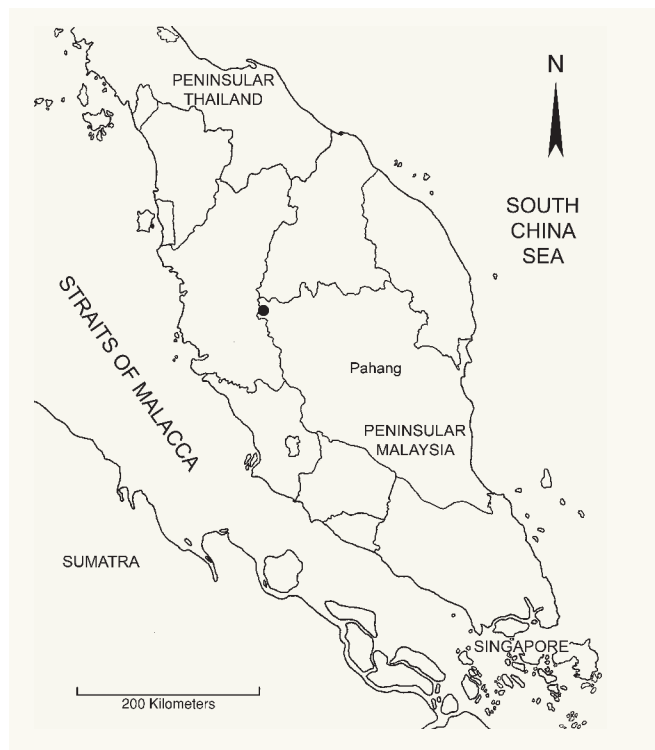 PENINSULAR
THAILAND
N
SOUTH
CHINA
SEA
STRAITS OF MALACCA
Pahang
PENINSULAR
MALAYSIA
SUMATRA
SINGAPORE
200 Kilometers